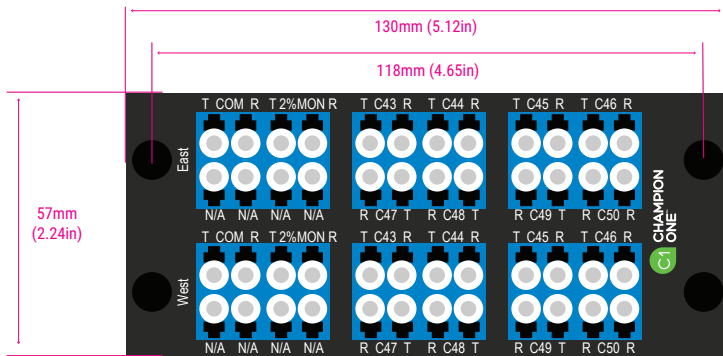 130mm (5.12in)
118mm (4.65in)
57mm
(2.24in)
East
T COM R T 2%MON R
T C43 R T C44 R
T C45 R T C46 R
N/A N/A N/A N/A
R C47 T R C48 T
R C49 T R C50 R
West
T COM R T 2%MON R
T C43 R T C44 R
T C45 R T C46 R
N/A N/A N/A N/A
R C47 T R C48 T
R C49 T R C50 R
C1 CHAMPION
ONE